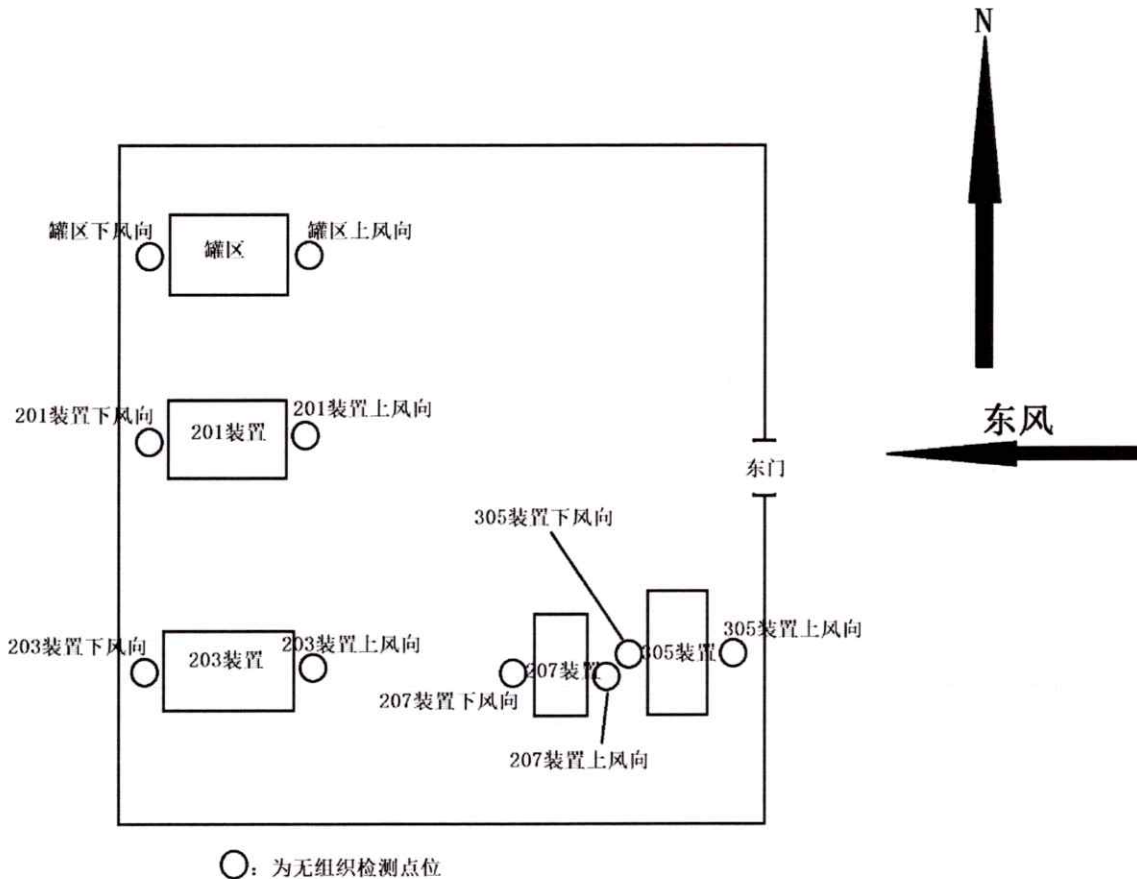 N
罐区下风向
罐区
罐区上风向
201装置下风向
201装置
201装置上风向
东风
东门
305装置下风向
203装置下风向
203装置
203装置上风向
207装置
305装置
305装置上风向
207装置下风向
207装置上风向
○：为无组织检测点位